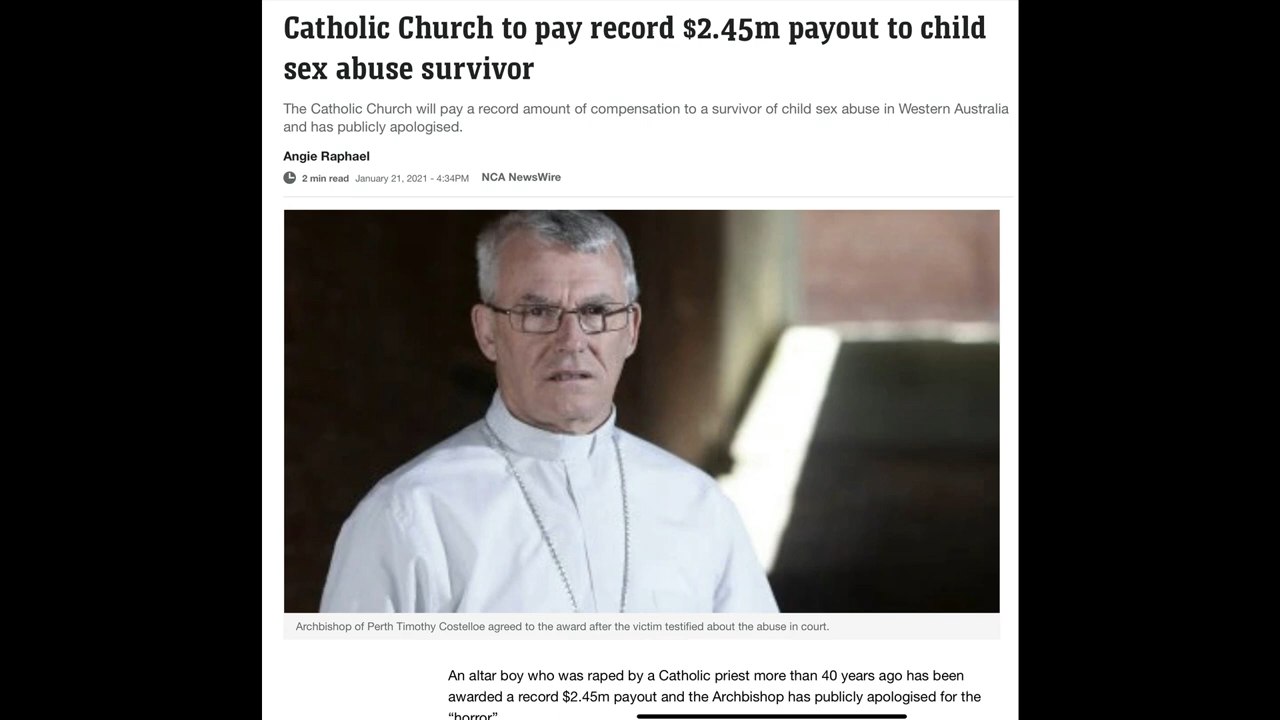 Catholic Church to pay record $2.45m payout to child
sex abuse survivor
The Catholic Church will pay a record amount of compensation to a survivor of child sex abuse in Western Australia
and has publicly apologised.
Angie Raphael
2 min read January 21, 2021 - 4:34PM NCA NewsWire
Archbishop of Perth Timothy Costelloe agreed to the award after the victim testified about the abuse in court.
An altar boy who was raped by a Catholic priest more than 40 years ago has been
awarded a record $2.45m payout and the Archbishop has publicly apologised for the
“horror”